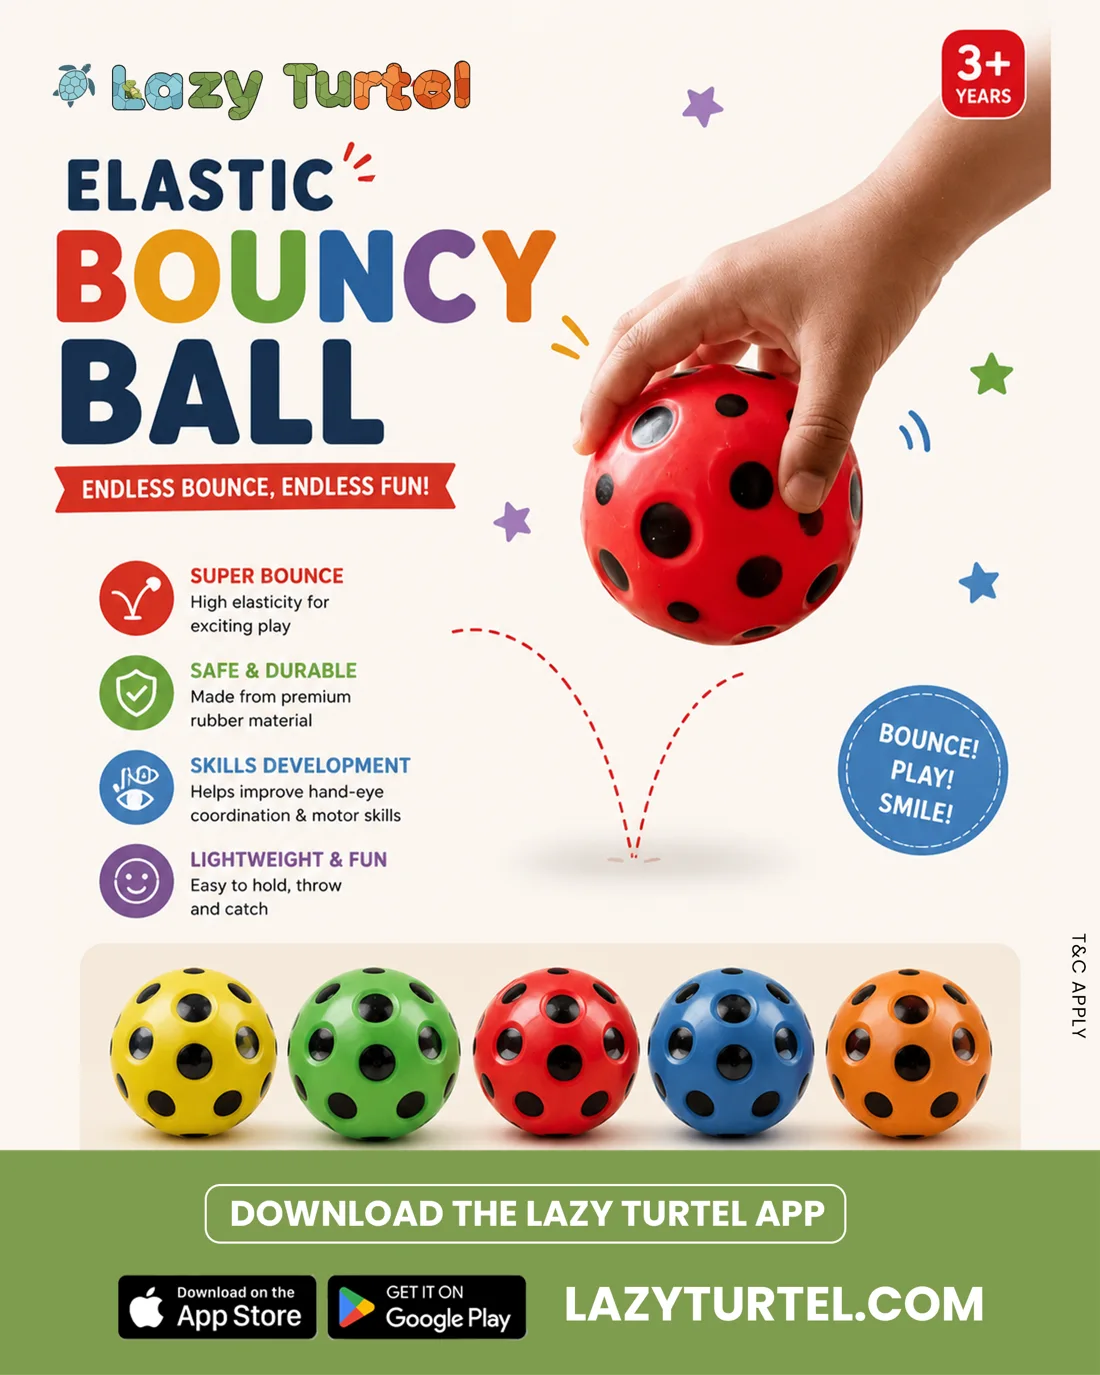 Lazy Turtel
3+
YEARS
ELASTIC
BOUNCY
BALL
ENDLESS BOUNCE, ENDLESS FUN!
SUPER BOUNCE
High elasticity for
exciting play
SAFE & DURABLE
Made from premium
rubber material
SKILLS DEVELOPMENT
Helps improve hand-eye
coordination & motor skills
LIGHTWEIGHT & FUN
Easy to hold, throw
and catch
BOUNCE!
PLAY!
SMILE!
T&C APPLY
DOWNLOAD THE LAZY TURTEL APP
Download on the
App Store
GET IT ON
Google Play
LAZYTURTEL.COM